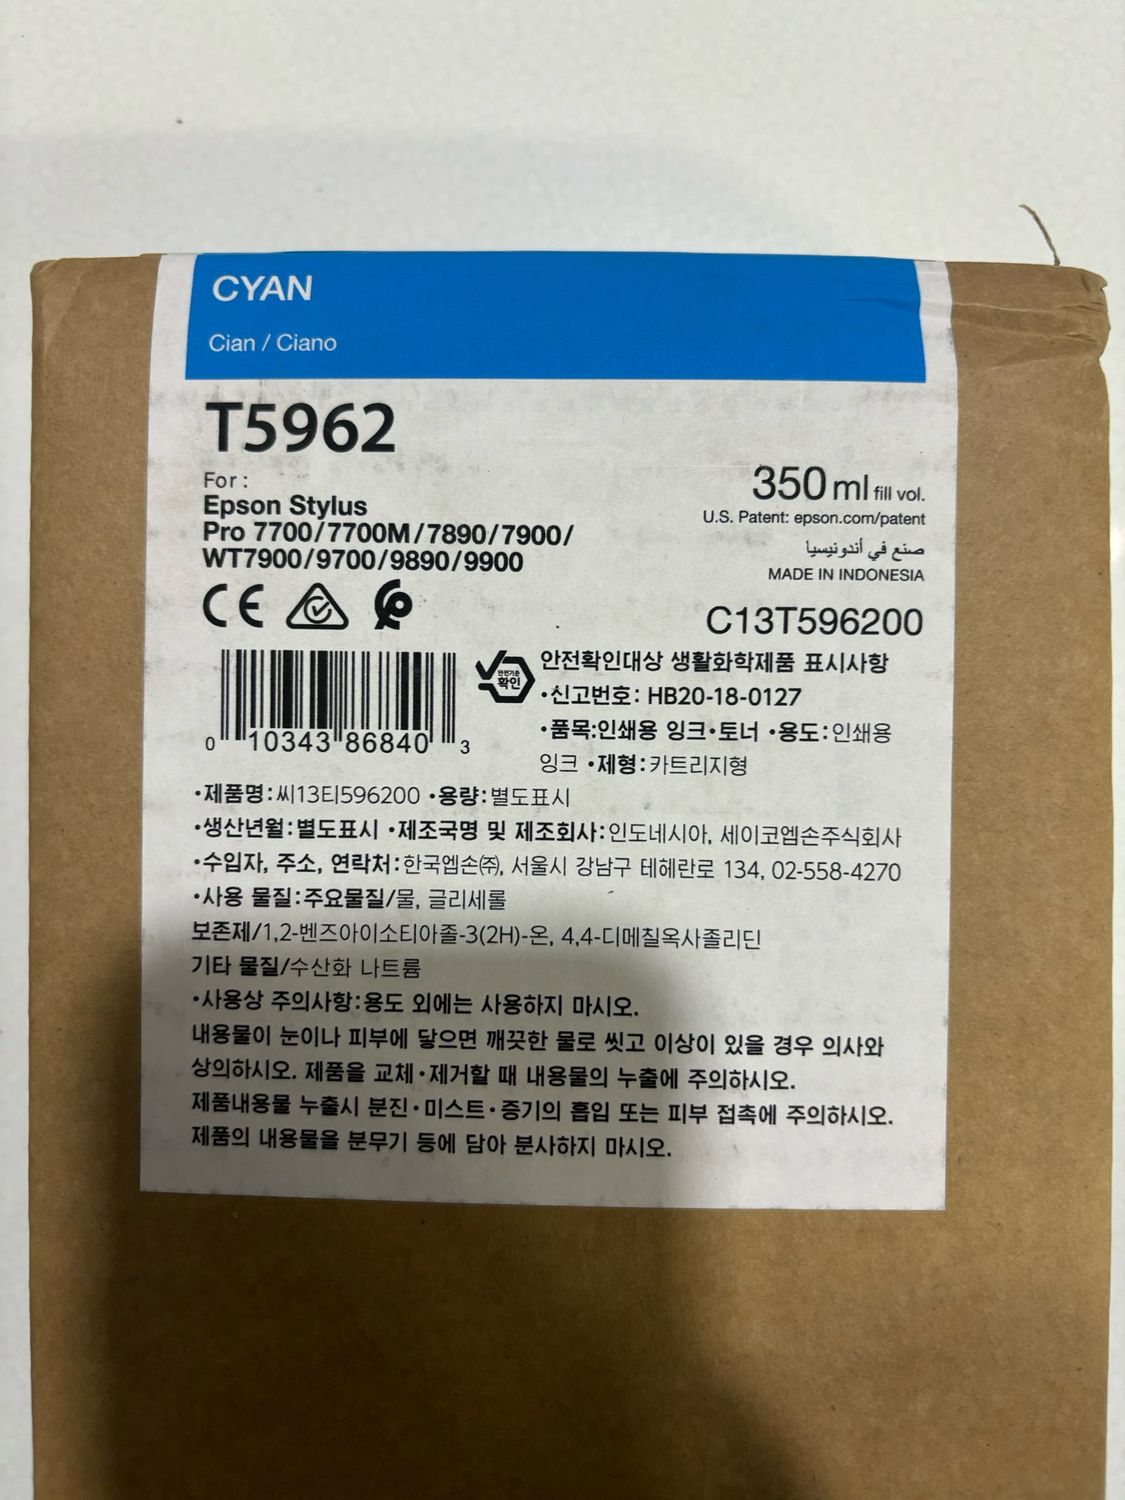 CYAN
Cian / Ciano
T5962
For :
Epson Stylus
Pro 7700/7700M/7890/7900/
WT7900/9700/9890/9900
350 ml fill vol.
U.S. Patent: epson.com/patent
صنع في أندونيسيا
MADE IN INDONESIA
C13T596200
0 10343 86840 3
안전기준
확인
안전확인대상 생활화학제품 표시사항
•신고번호: HB20-18-0127
•품목:인쇄용 잉크•토너 •용도:인쇄용
잉크 •제형:카트리지형
•제품명:씨13티596200 •용량:별도표시
•생산년월:별도표시 •제조국명 및 제조회사:인도네시아, 세이코엡손주식회사
•수입자, 주소, 연락처:한국엡손㈜, 서울시 강남구 테헤란로 134, 02-558-4270
•사용 물질:주요물질/물, 글리세롤
보존제/1,2-벤즈아이소티아졸-3(2H)-온, 4,4-디메칠옥사졸리딘
기타 물질/수산화 나트륨
•사용상 주의사항:용도 외에는 사용하지 마시오.
내용물이 눈이나 피부에 닿으면 깨끗한 물로 씻고 이상이 있을 경우 의사와
상의하시오. 제품을 교체•제거할 때 내용물의 누출에 주의하시오.
제품내용물 누출시 분진•미스트•증기의 흡입 또는 피부 접촉에 주의하시오.
제품의 내용물을 분무기 등에 담아 분사하지 마시오.